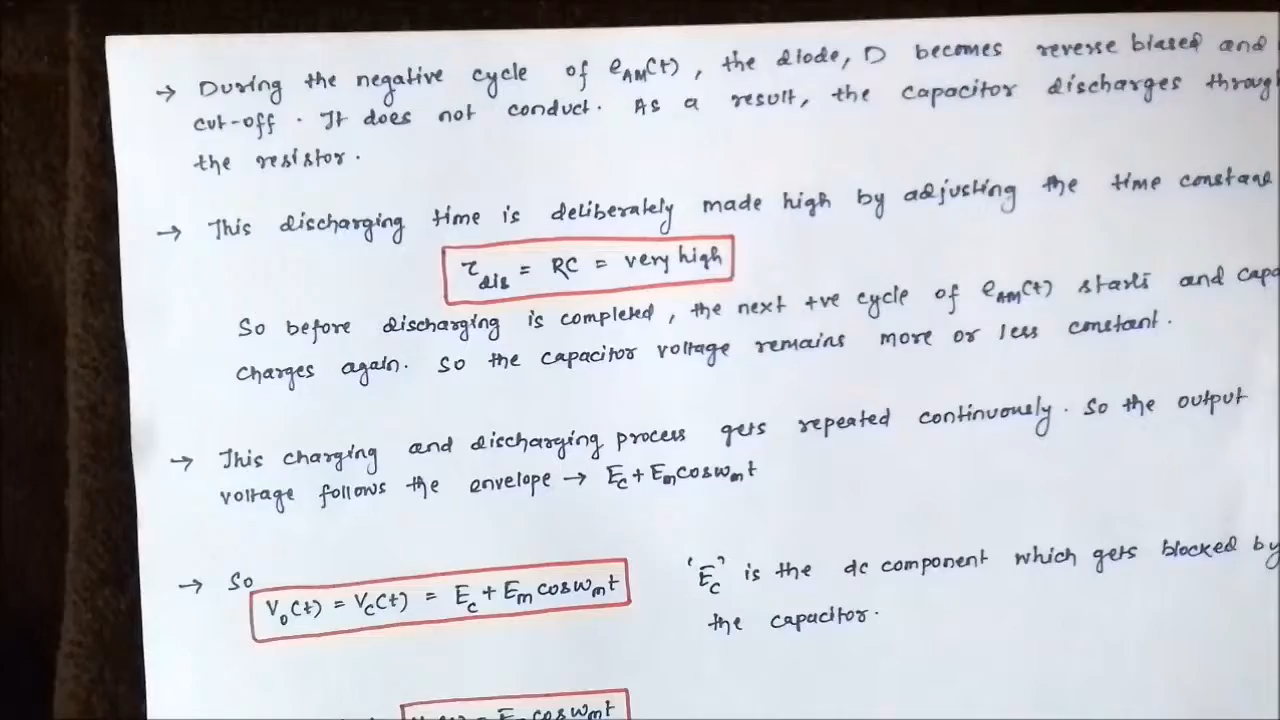 → During the negative cycle of e_AM(t), the diode, D becomes reverse biased and
cut-off. It does not conduct. As a result, the capacitor discharges throug
the resistor.
→ This discharging time is deliberately made high by adjusting the time constant
τ_dis = RC = very high
So before discharging is completed, the next +ve cycle of e_AM(t) starts and capa
charges again. So the capacitor voltage remains more or less constant.
→ This charging and discharging process gets repeated continuously. So the output
voltage follows the envelope → E_c + E_m cosω_m t
→ So
V_o(t) = V_c(t) = E_c + E_m cosω_m t
'E_c' is the dc component which gets blocked by
the capacitor.
= E_m cosω_m t